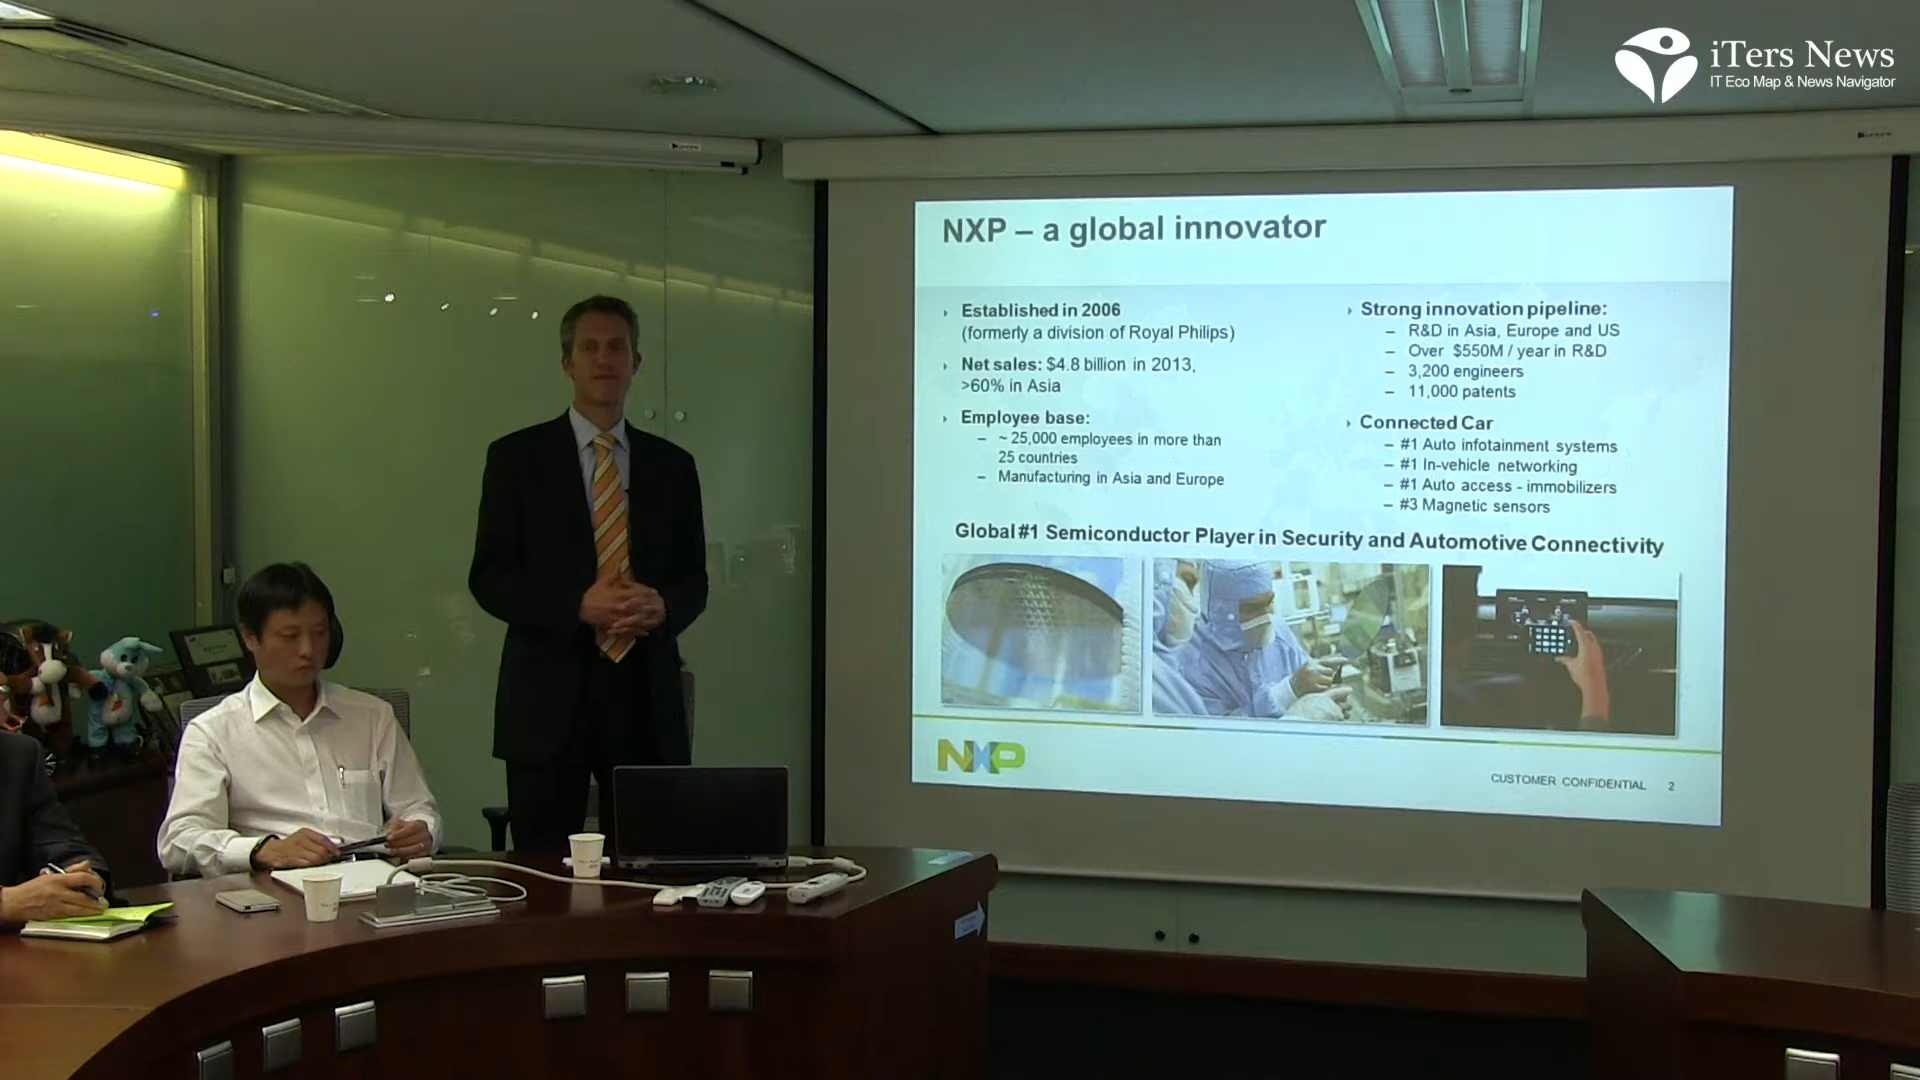 iTers News
IT Eco Map & News Navigator
NXP – a global innovator
Established in 2006
(formerly a division of Royal Philips)
Net sales: $4.8 billion in 2013,
>60% in Asia
Employee base:
– ~ 25,000 employees in more than
25 countries
– Manufacturing in Asia and Europe
Strong innovation pipeline:
– R&D in Asia, Europe and US
– Over $550M / year in R&D
– 3,200 engineers
– 11,000 patents
Connected Car
– #1 Auto infotainment systems
– #1 In-vehicle networking
– #1 Auto access - immobilizers
– #3 Magnetic sensors
Global #1 Semiconductor Player in Security and Automotive Connectivity
NXP
CUSTOMER CONFIDENTIAL 2